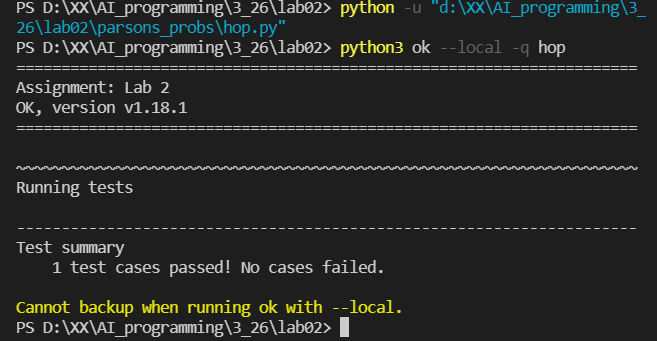 PS D:\XX\AI_programming\3_26\lab02> python -u "d:\XX\AI_programming\3_
26\lab02\parsons_probs\hop.py"
PS D:\XX\AI_programming\3_26\lab02> python3 ok --local -q hop
=====================================================================
Assignment: Lab 2
OK, version v1.18.1
=====================================================================
~~~~~~~~~~~~~~~~~~~~~~~~~~~~~~~~~~~~~~~~~~~~~~~~~~~~~~~~~~~~~~~~~~~~~
Running tests
---------------------------------------------------------------------
Test summary
    1 test cases passed! No cases failed.
Cannot backup when running ok with --local.
PS D:\XX\AI_programming\3_26\lab02>